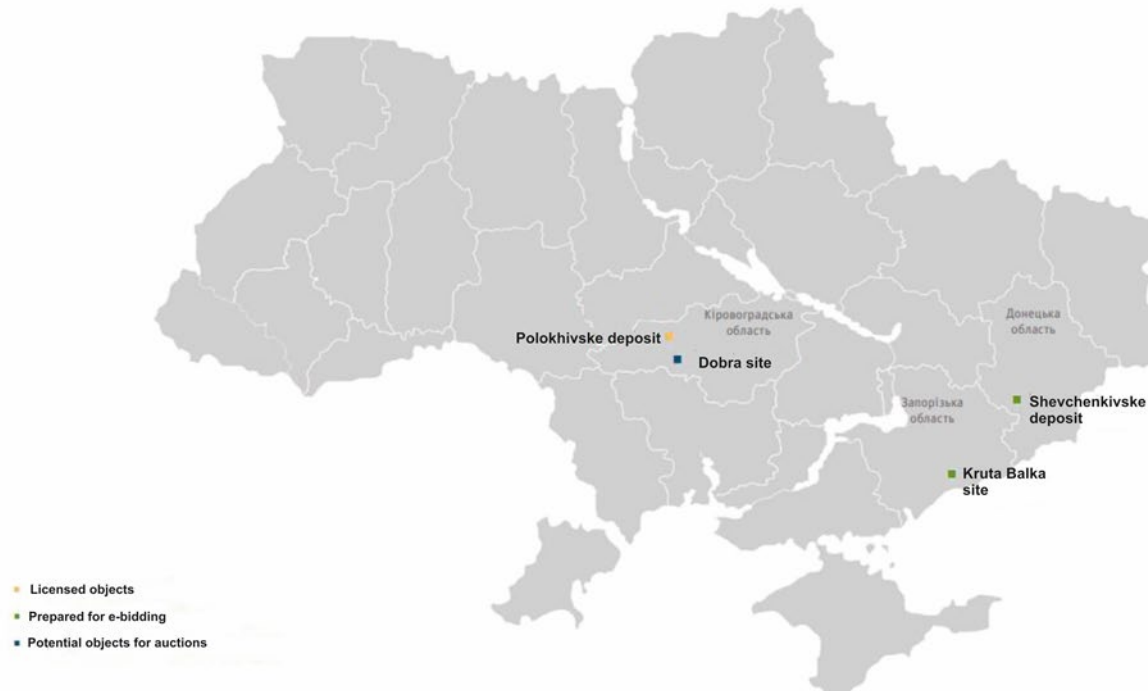 Кіровоградська
область
Донецька
область
Polokhivske deposit
Dobra site
Запорізька
область
Shevchenkivske
deposit
Kruta Balka
site
Licensed objects
Prepared for e-bidding
Potential objects for auctions